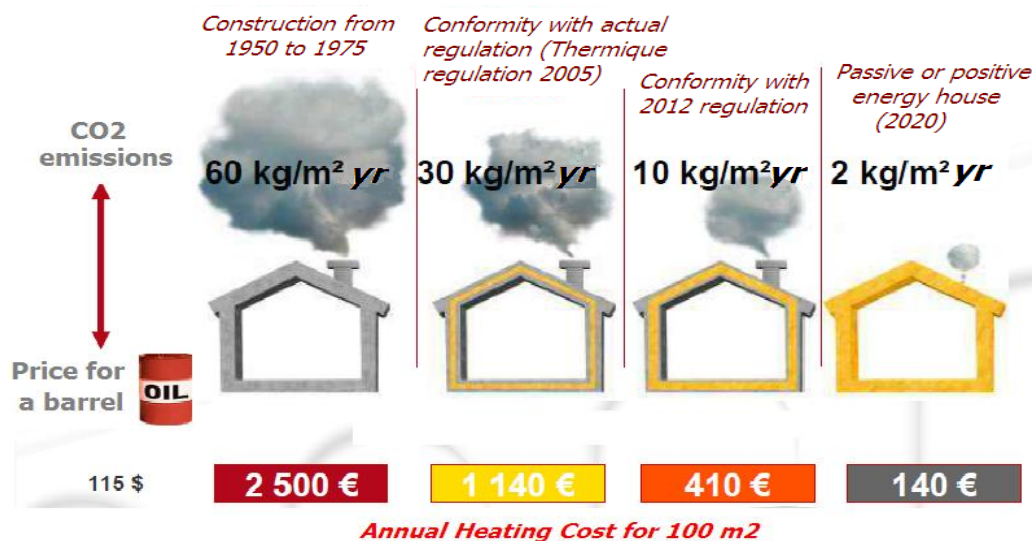 Construction from
1950 to 1975
Conformity with actual
regulation (Thermique
regulation 2005)
Conformity with
2012 regulation
Passive or positive
energy house
(2020)
CO2
emissions
60 kg/m² yr
30 kg/m² yr
10 kg/m² yr
2 kg/m² yr
Price for
a barrel
OIL
115 $
2 500 €
1 140 €
410 €
140 €
Annual Heating Cost for 100 m2